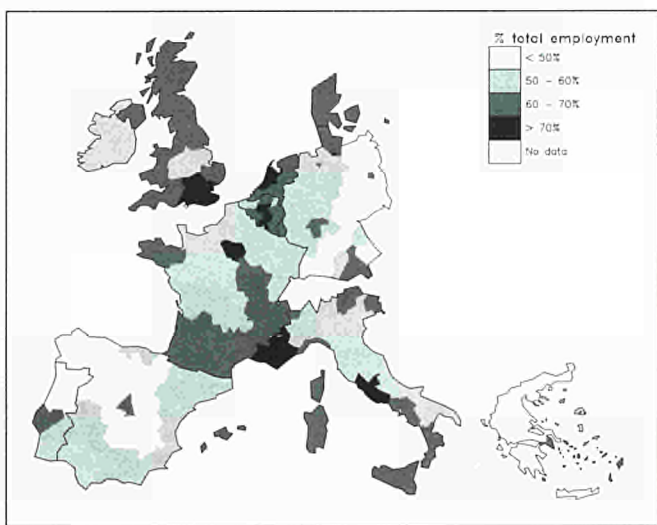 % total employment
< 50%
50 - 60%
60 - 70%
> 70%
No data